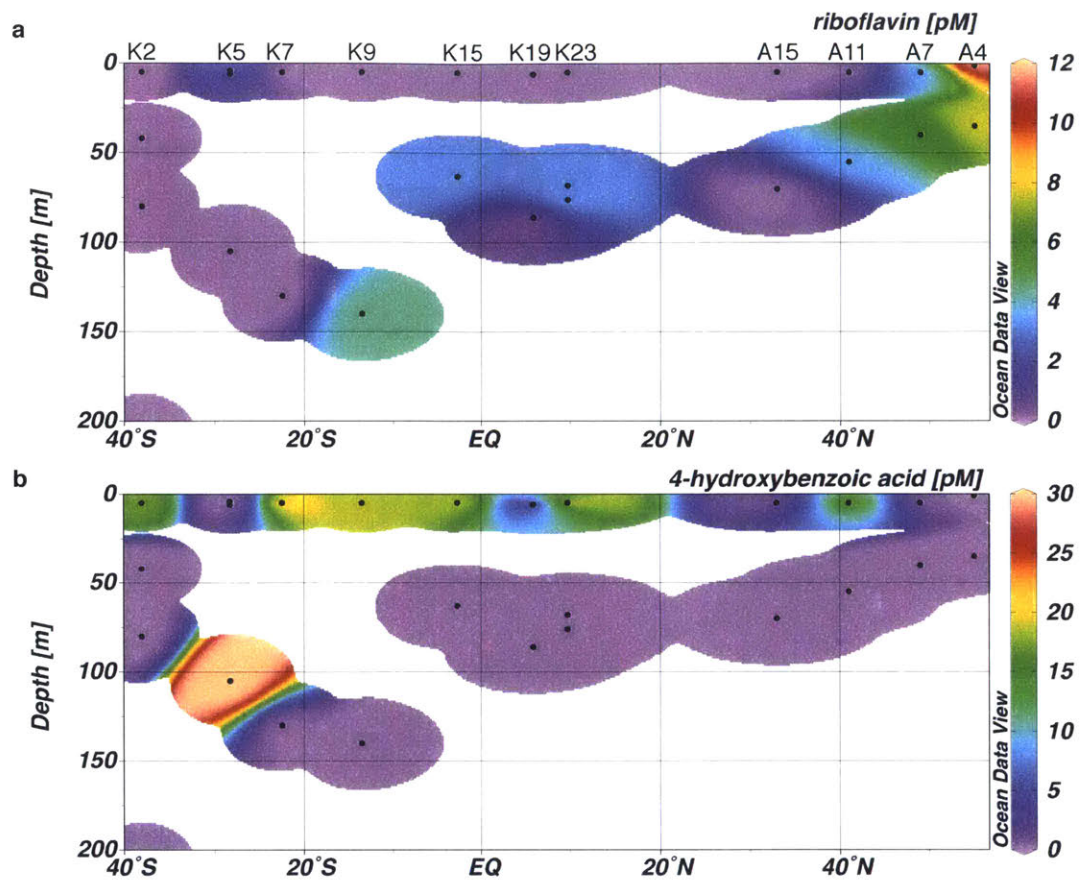 a
riboflavin [pM]
K2 K5 K7 K9 K15 K19 K23 A15 A11 A7 A4
0
50
100
150
200
Depth [m]
40°S 20°S EQ 20°N 40°N
Ocean Data View
12
10
8
6
4
2
0
b
4-hydroxybenzoic acid [pM]
0
50
100
150
200
Depth [m]
40°S 20°S EQ 20°N 40°N
Ocean Data View
30
25
20
15
10
5
0